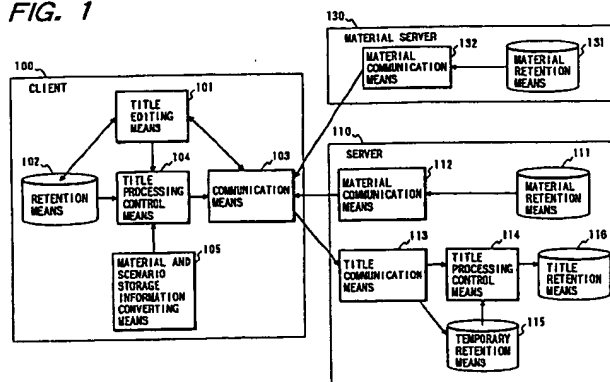 FIG. 1
100
CLIENT
101
TITLE
EDITING
MEANS
102
RETENTION
MEANS
104
TITLE
PROCESSING
CONTROL
MEANS
103
COMMUNICATION
MEANS
105
MATERIAL AND
SCENARIO
STORAGE
INFORMATION
CONVERTING
MEANS
130
MATERIAL SERVER
132
MATERIAL
COMMUNICATION
MEANS
131
MATERIAL
RETENTION
MEANS
110
SERVER
112
MATERIAL
COMMUNICATION
MEANS
111
MATERIAL
RETENTION
MEANS
113
TITLE
COMMUNICATION
MEANS
114
TITLE
PROCESSING
CONTROL
MEANS
116
TITLE
RETENTION
MEANS
115
TEMPORARY
RETENTION
MEANS